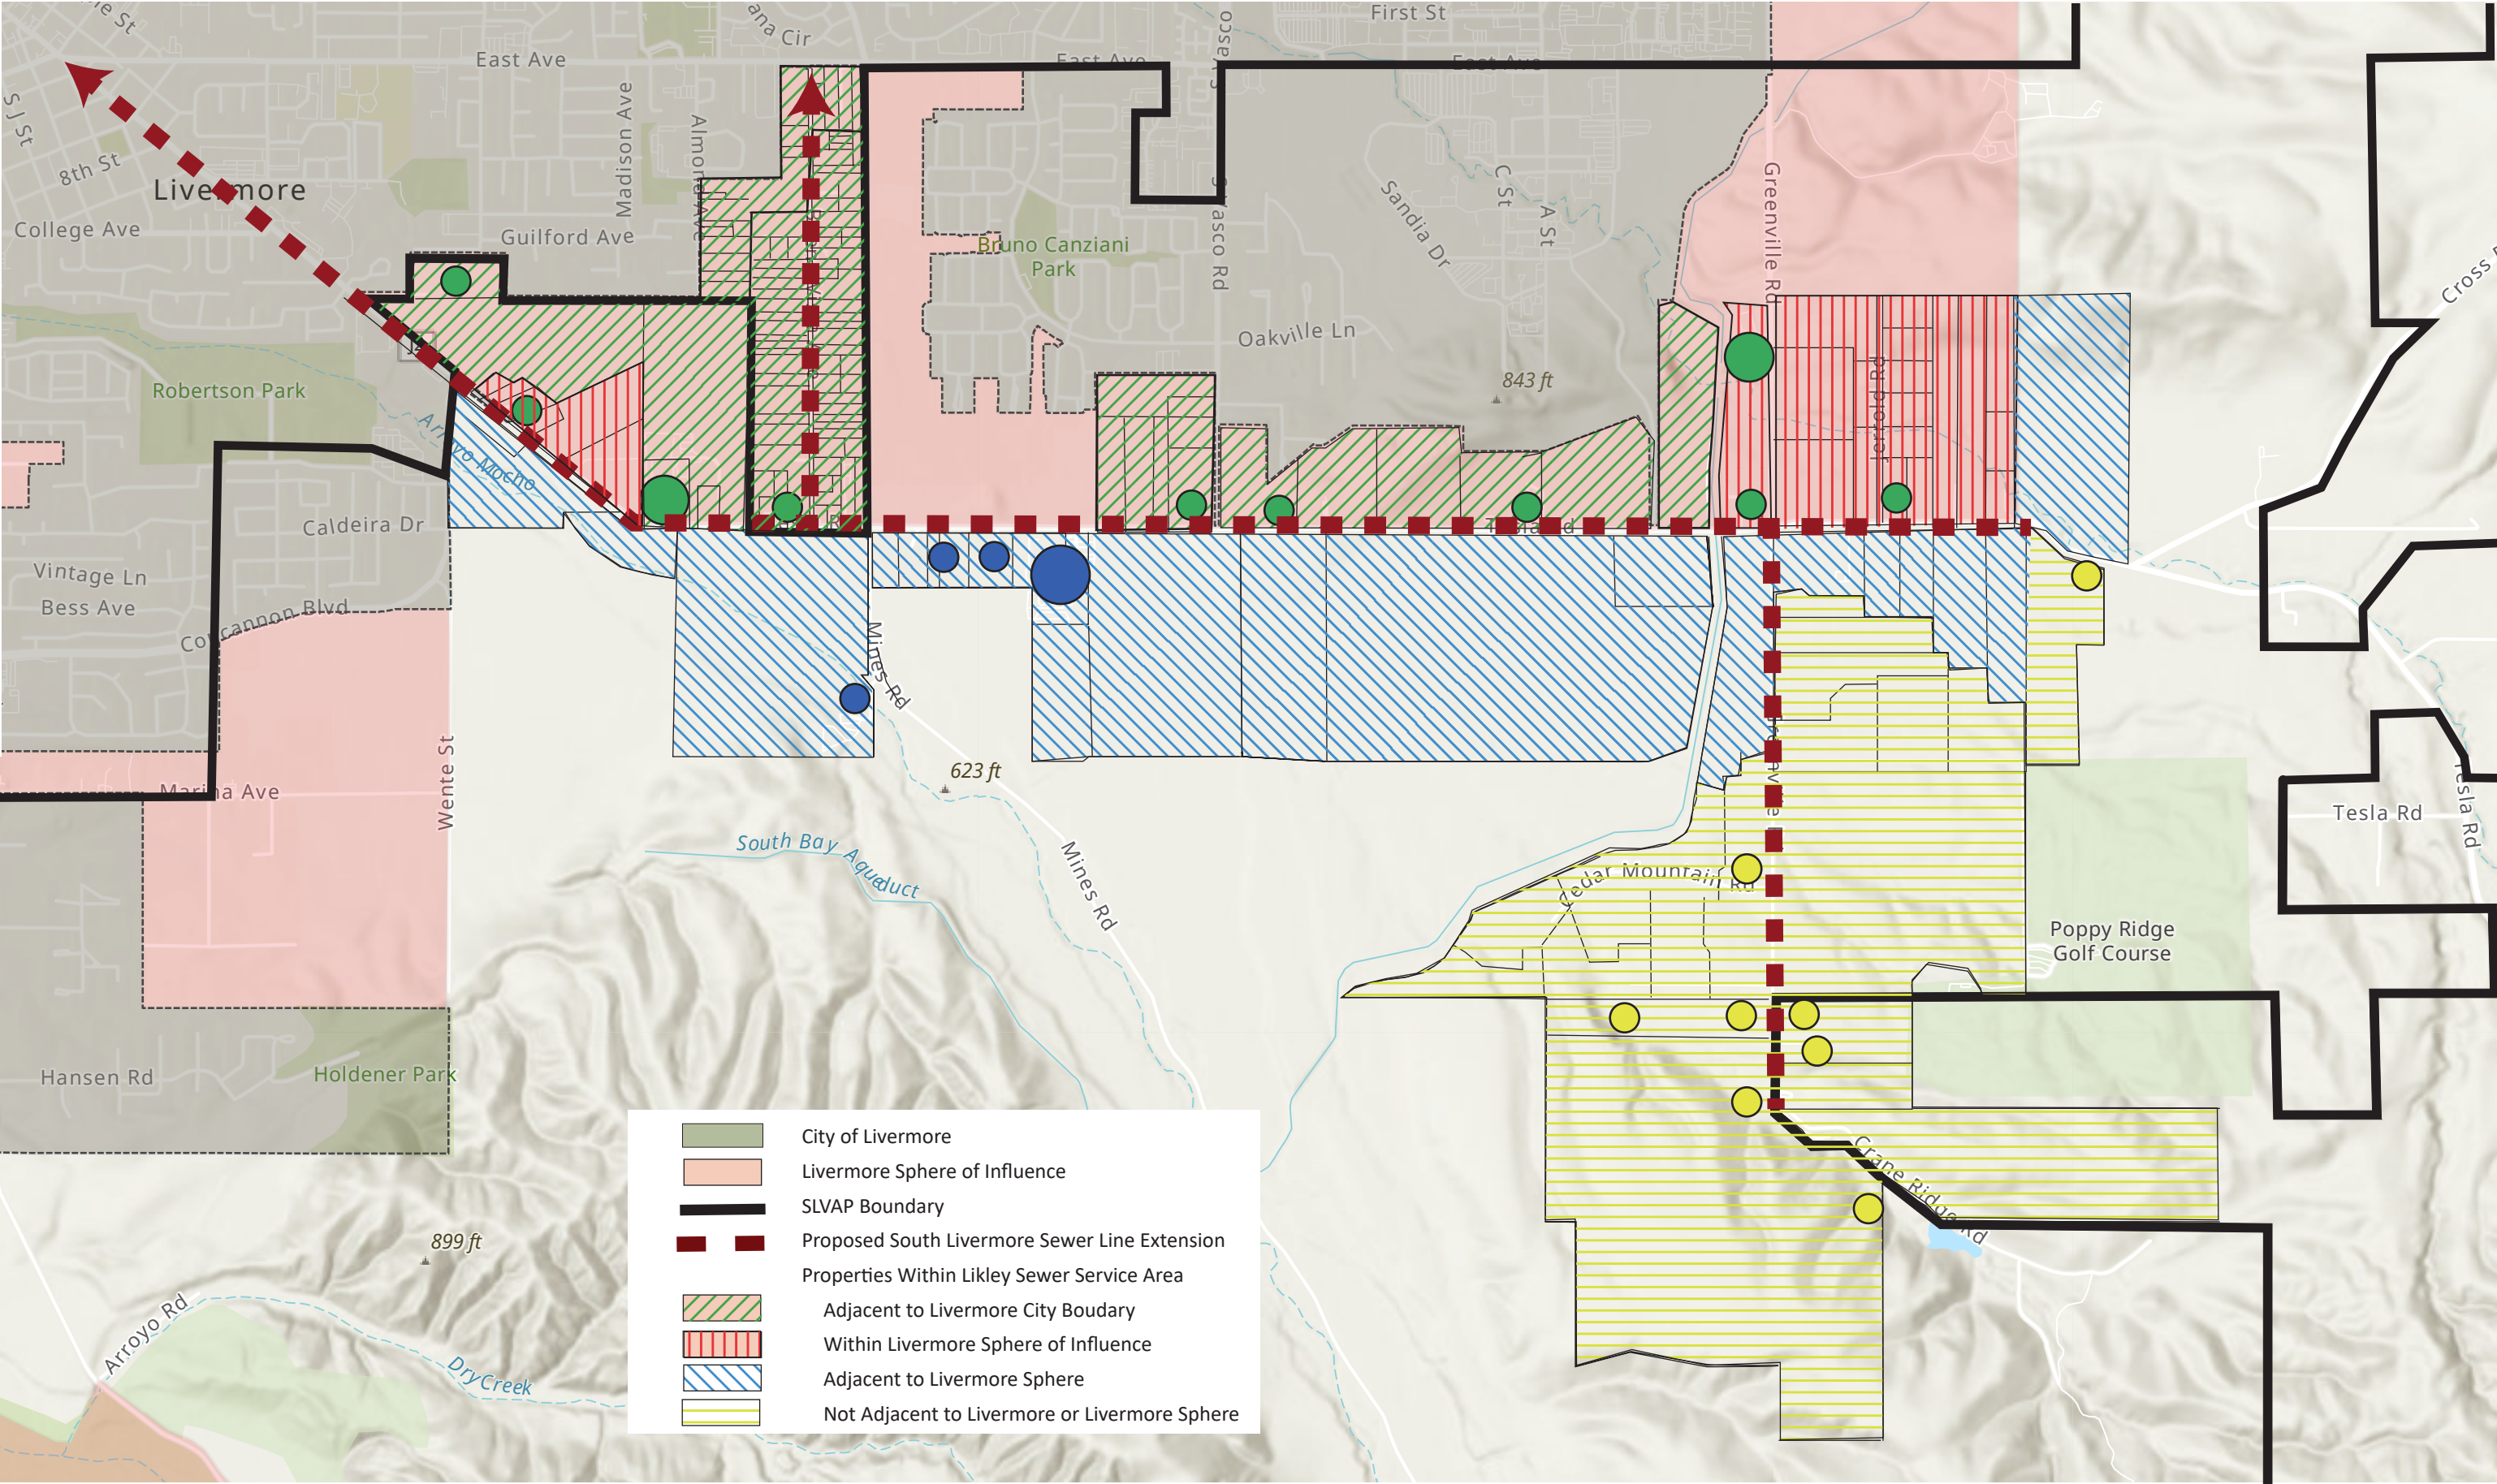 First St
East Ave
East Ave
East Ave
S J St
8th St
Livermore
College Ave
Madison Ave
Almond Ave
Guilford Ave
Bruno Canziani
Park
Sandia Dr
C St
A St
Greenville Rd
Oakville Ln
843 ft
Robertson Park
Arroyo Mocho
Caldeira Dr
Vintage Ln
Bess Ave
Concannon Blvd
Marina Ave
Wente St
Mines Rd
623 ft
South Bay Aqueduct
Mines Rd
Cedar Mountain Rd
Poppy Ridge
Golf Course
Tesla Rd
Tesla Rd
Hansen Rd
Holdener Park
Crane Ridge Rd
899 ft
Arroyo Rd
Dry Creek
City of Livermore
Livermore Sphere of Influence
SLVAP Boundary
Proposed South Livermore Sewer Line Extension
Properties Within Likley Sewer Service Area
Adjacent to Livermore City Boudary
Within Livermore Sphere of Influence
Adjacent to Livermore Sphere
Not Adjacent to Livermore or Livermore Sphere